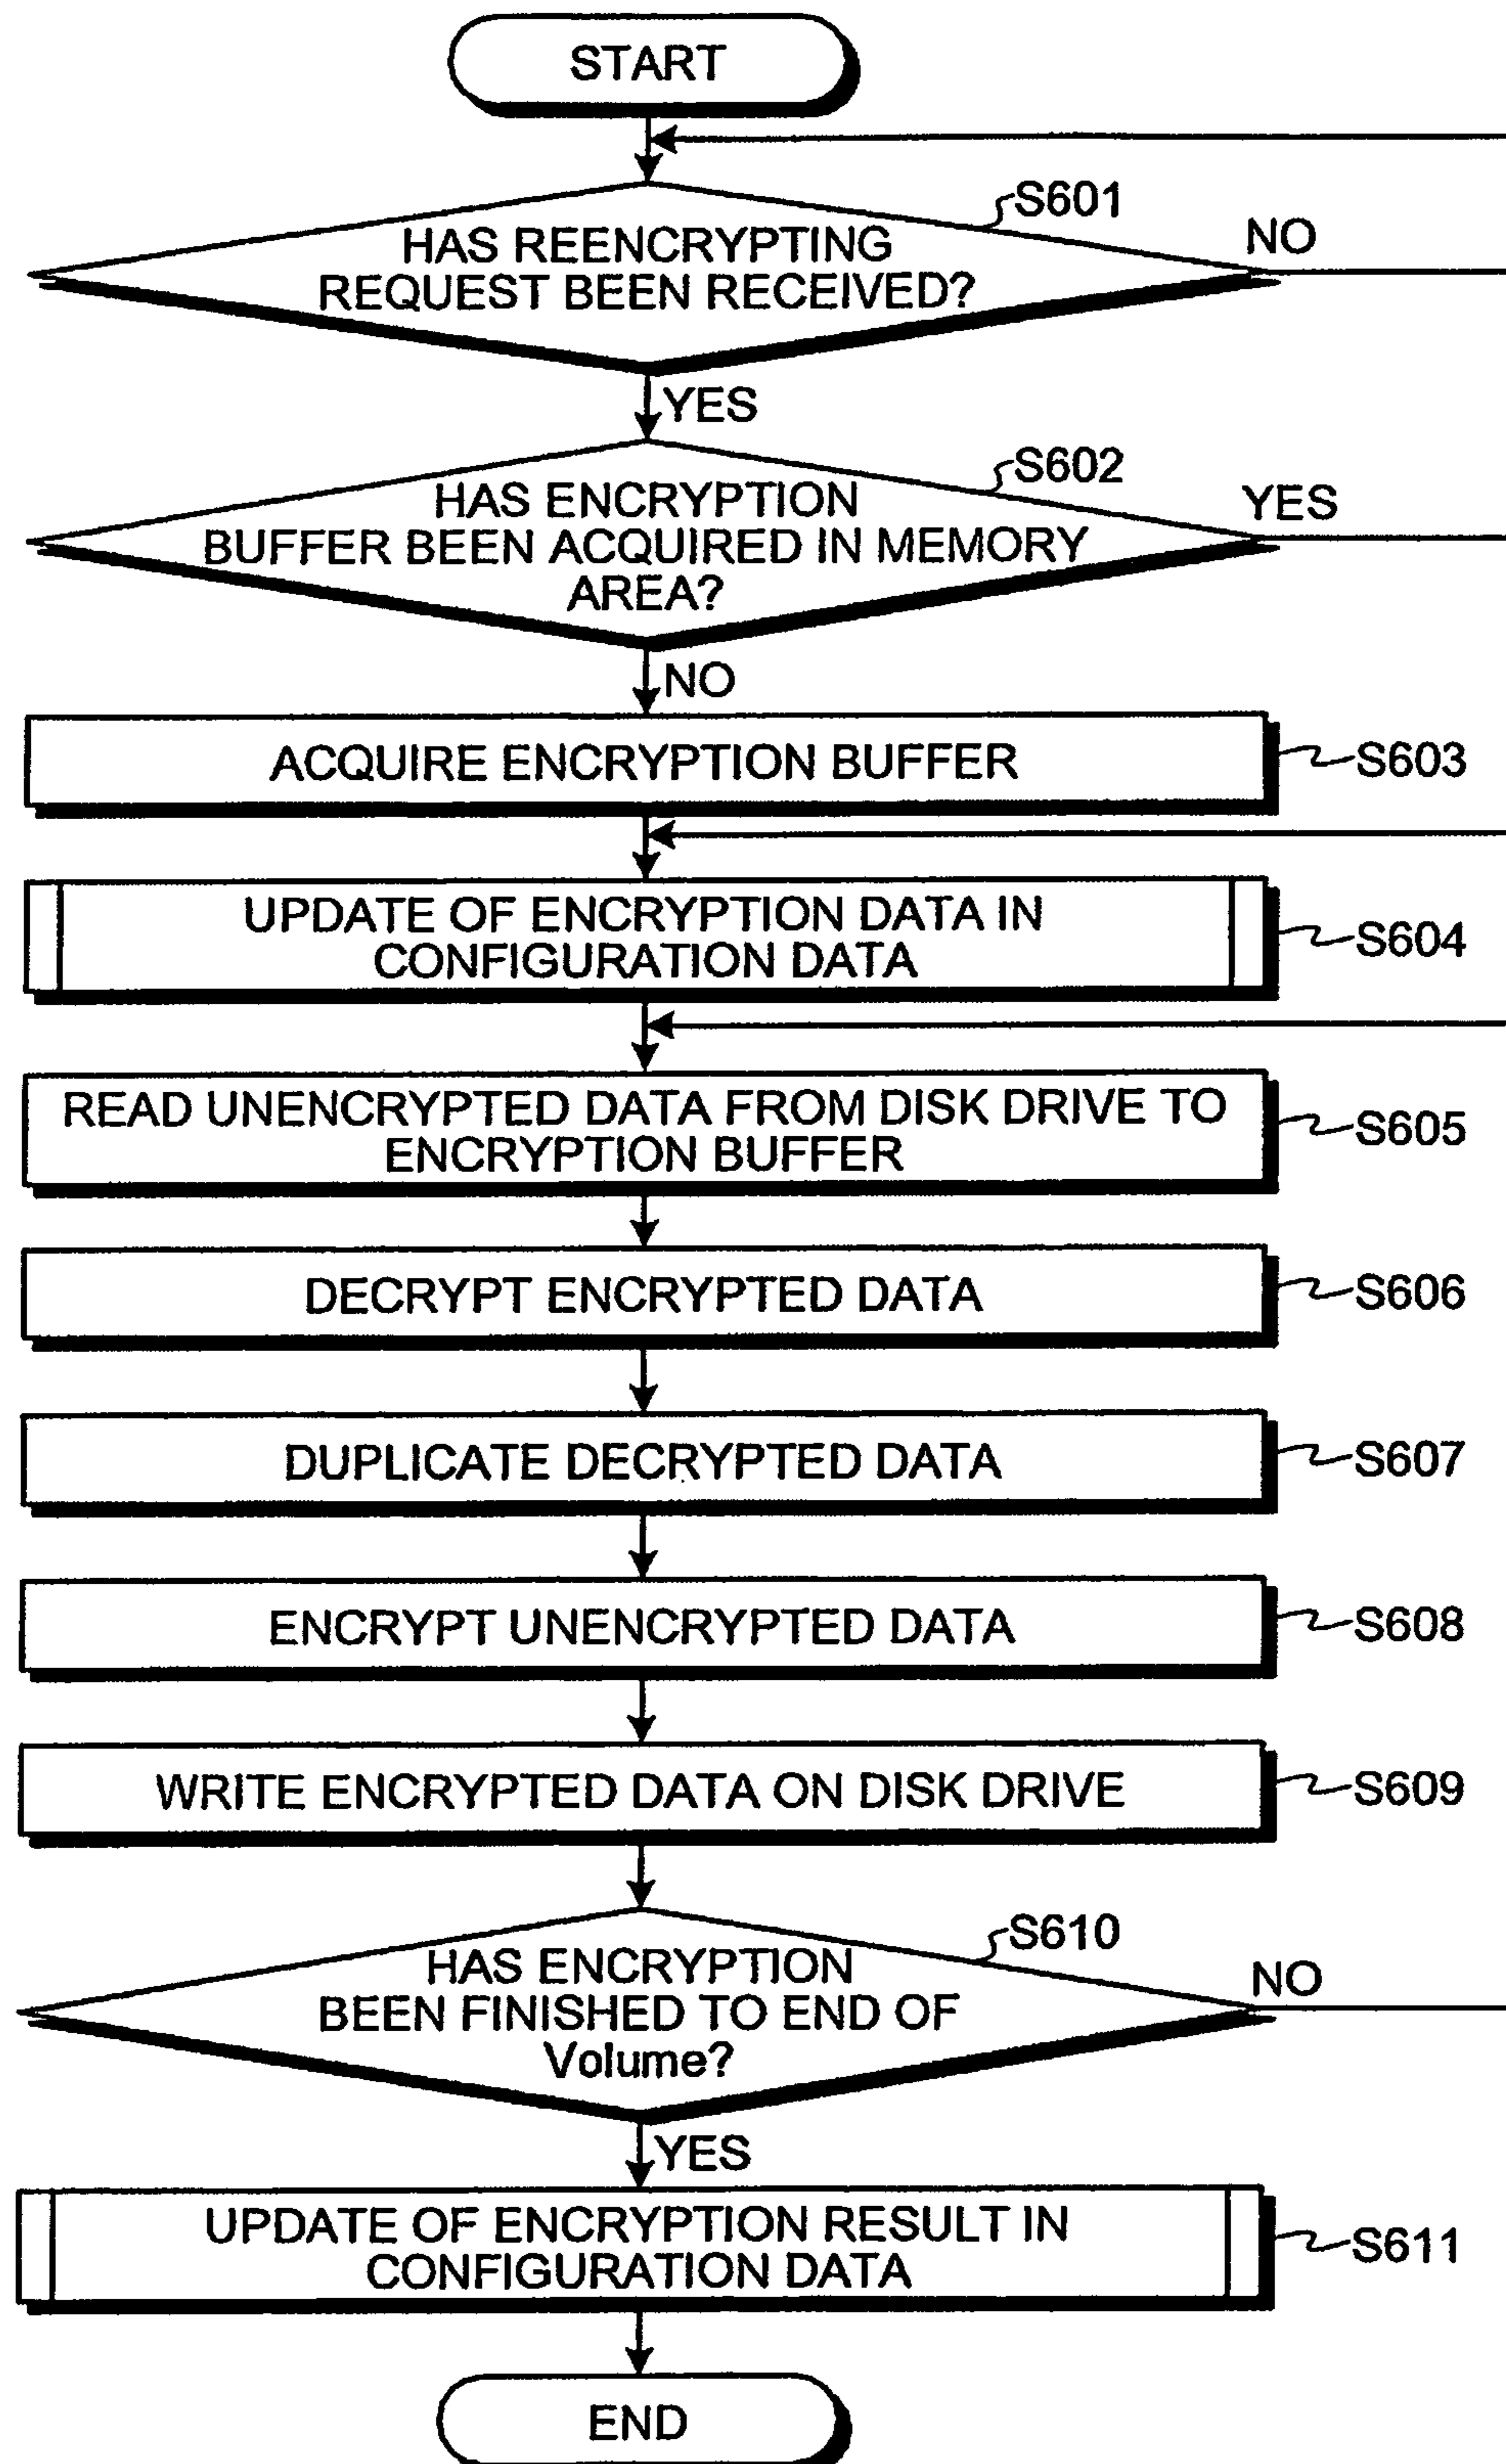 START
S601
HAS REENCRYPTING
NO
REQUEST BEEN RECEIVED?
YES
S602
HAS ENCRYPTION
YES
BUFFER BEEN ACQUIRED IN MEMORY
AREA?
NO
ACQUIRE ENCRYPTION BUFFER
S603
UPDATE OF ENCRYPTION DATA IN
CONFIGURATION DATA
S604
READ UNENCRYPTED DATA FROM DISK DRIVE TO
ENCRYPTION BUFFER
S605
DECRYPT ENCRYPTED DATA
S606
DUPLICATE DECRYPTED DATA
S607
ENCRYPT UNENCRYPTED DATA
S608
WRITE ENCRYPTED DATA ON DISK DRIVE
S609
S610
HAS ENCRYPTION
NO
BEEN FINISHED TO END OF
Volume?
YES
UPDATE OF ENCRYPTION RESULT IN
CONFIGURATION DATA
S611
END